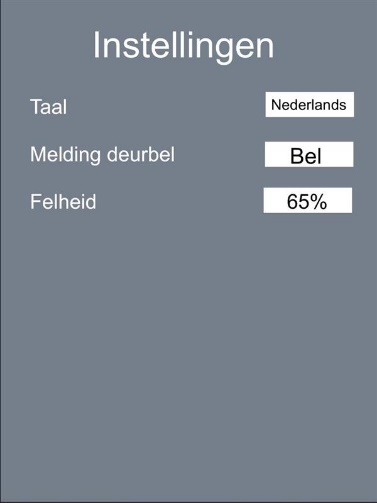 Instellingen
Taal Nederlands
Melding deurbel Bel
Felheid 65%